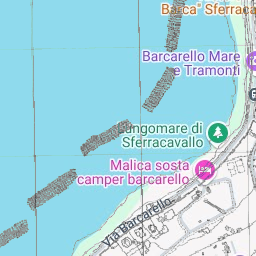 Barca" Sferraca
Barcarello Mare
e Tramonti
Lungomare di
Sferracavallo
Malica sosta
camper barcarello
Via Barcarello